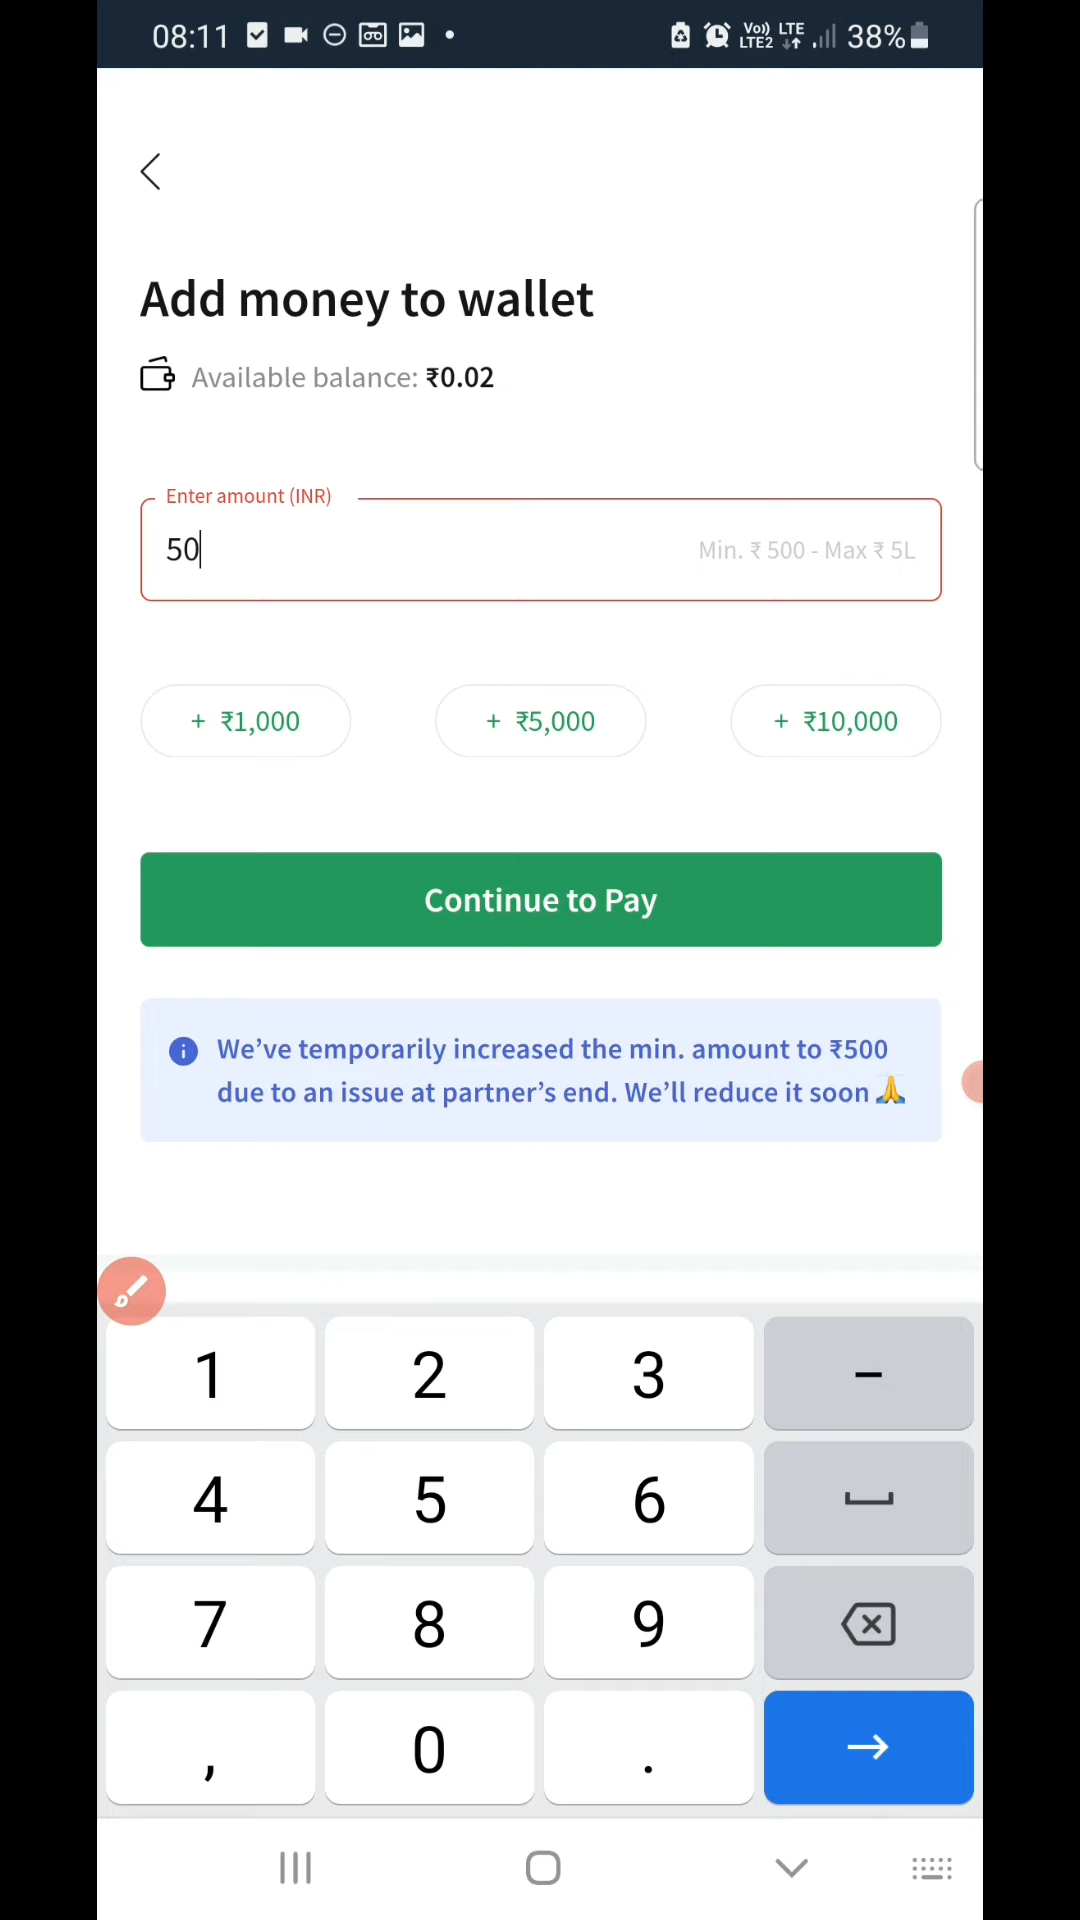 08:11
Vo)) LTE
LTE2
38%
Add money to wallet
Available balance: ₹0.02
Enter amount (INR)
50
Min. ₹ 500 - Max ₹ 5L
+ ₹1,000
+ ₹5,000
+ ₹10,000
Continue to Pay
We’ve temporarily increased the min. amount to ₹500
due to an issue at partner’s end. We’ll reduce it soon 🙏
1 2 3 –
4 5 6
7 8 9
, 0 .